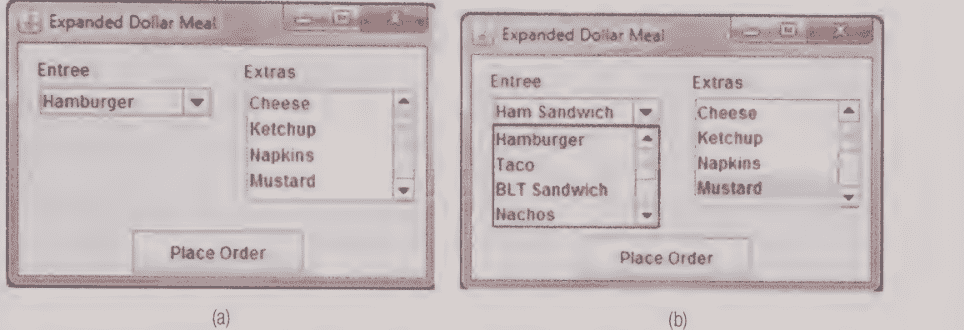 Expanded Dollar Meal
Entree
Extras
Hamburger
Cheese
Ketchup
Napkins
Mustard
Place Order
(a)
Expanded Dollar Meal
Entree
Extras
Ham Sandwich
Hamburger
Taco
BLT Sandwich
Nachos
Cheese
Ketchup
Napkins
Mustard
Place Order
(b)